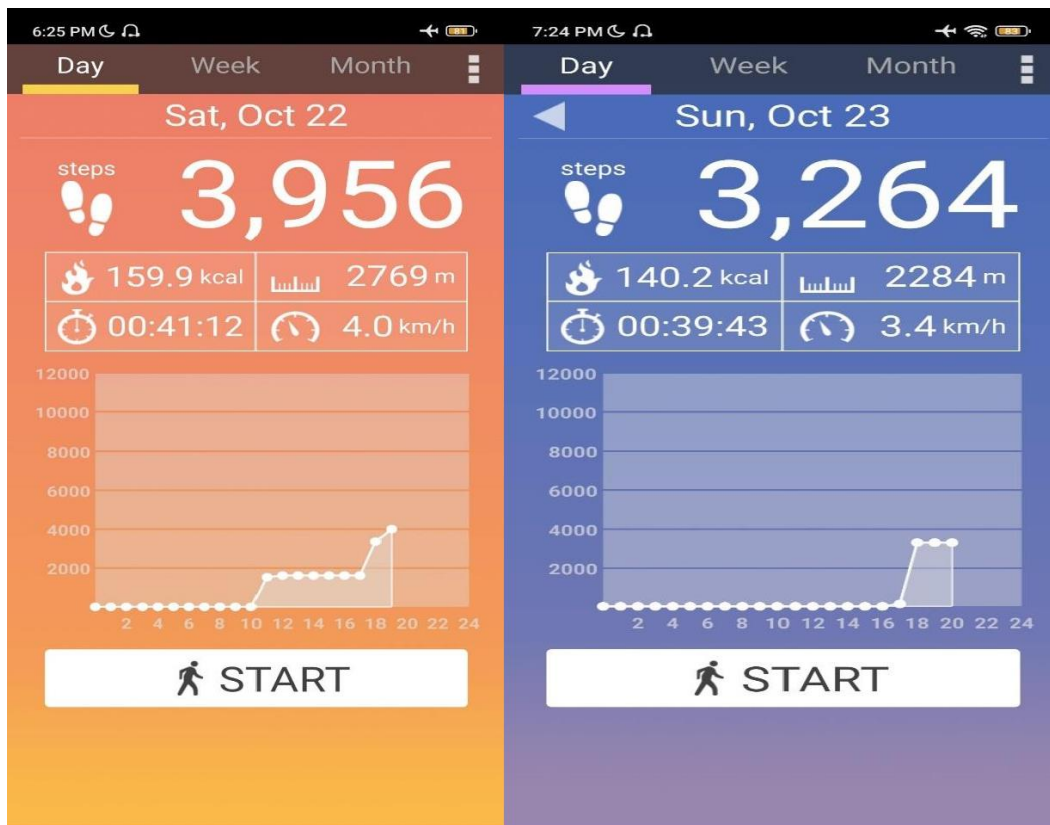 6:25 PM 81
Day Week Month
Sat, Oct 22
steps
3,956
159.9 kcal 2769 m
00:41:12 4.0 km/h
12000
10000
8000
6000
4000
2000
2 4 6 8 10 12 14 16 18 20 22 24
START
7:24 PM 83
Day Week Month
Sun, Oct 23
steps
3,264
140.2 kcal 2284 m
00:39:43 3.4 km/h
12000
10000
8000
6000
4000
2000
2 4 6 8 10 12 14 16 18 20 22 24
START